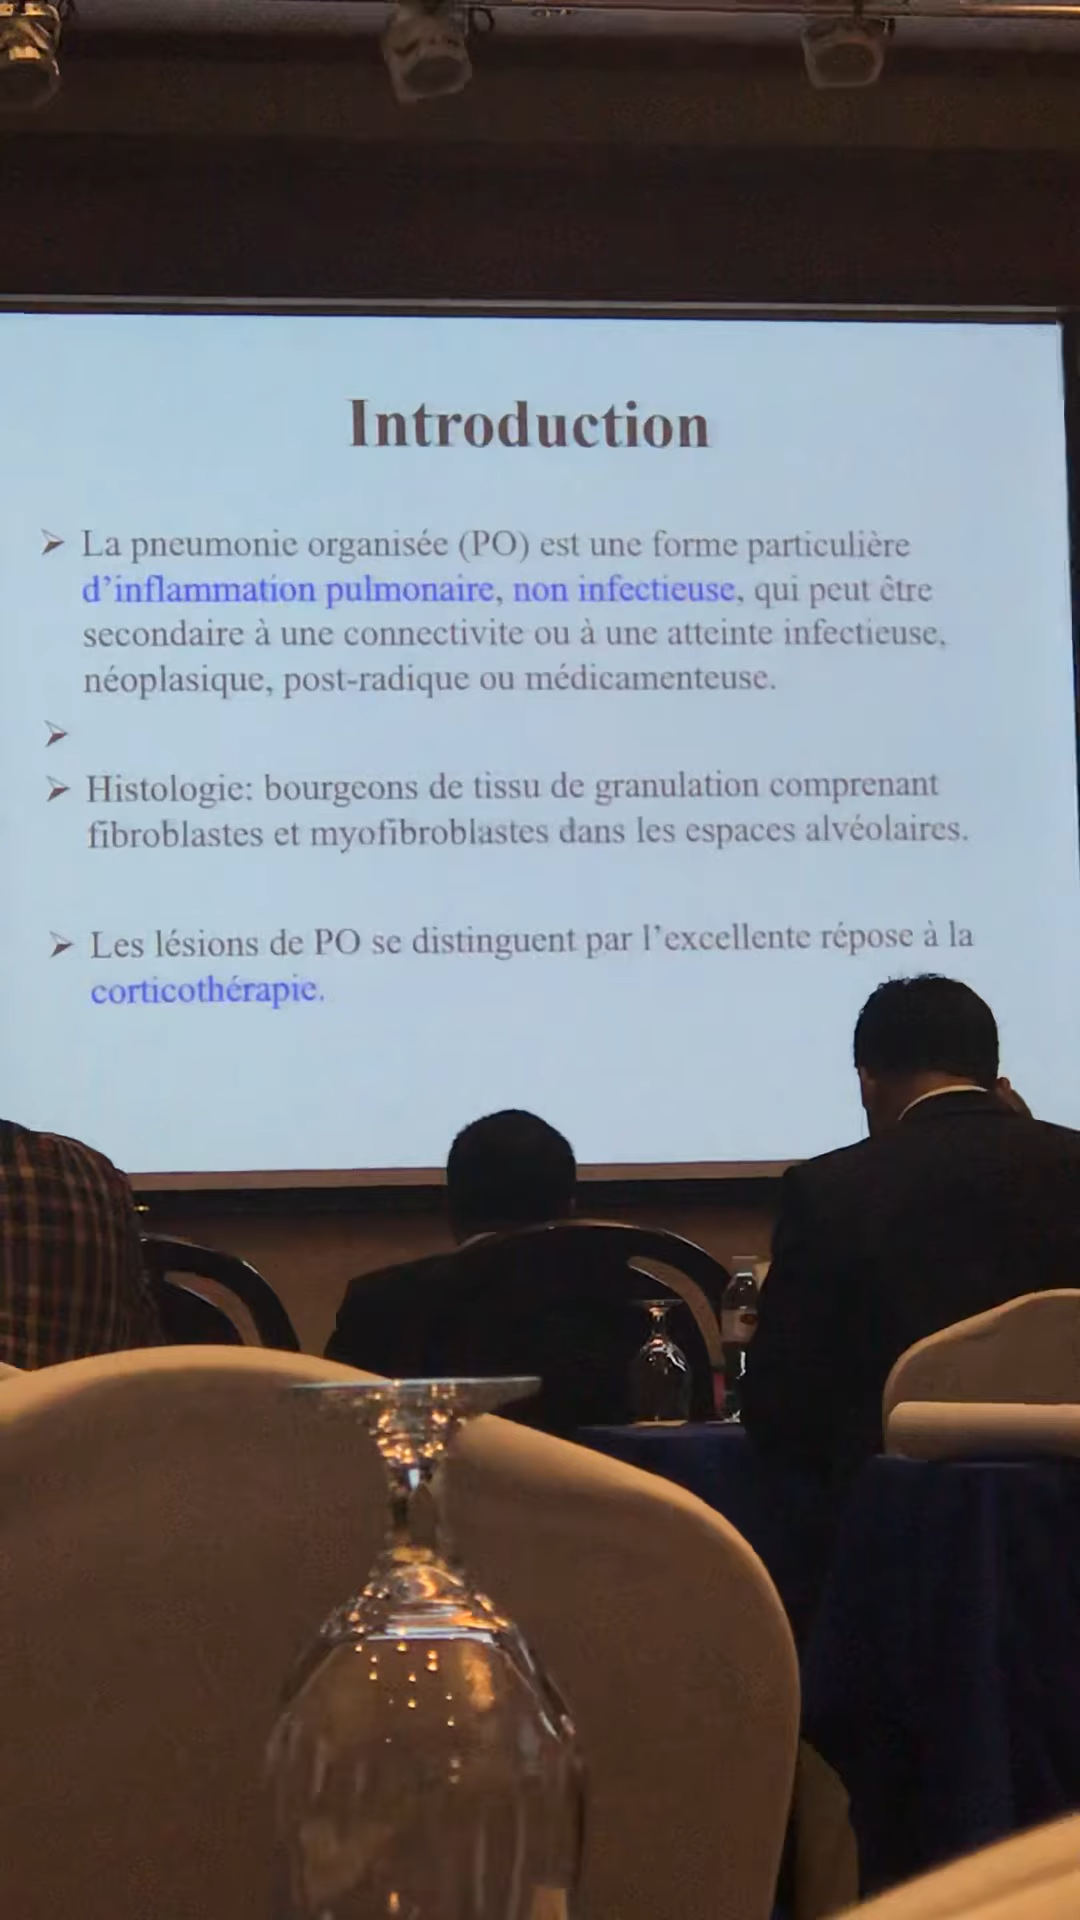 Introduction
➢ La pneumonie organisée (PO) est une forme particulière
d'inflammation pulmonaire, non infectieuse, qui peut être
secondaire à une connectivite ou à une atteinte infectieuse,
néoplasique, post-radique ou médicamenteuse.
➢
➢ Histologie: bourgeons de tissu de granulation comprenant
fibroblastes et myofibroblastes dans les espaces alvéolaires.
➢ Les lésions de PO se distinguent par l'excellente répose à la
corticothérapie.